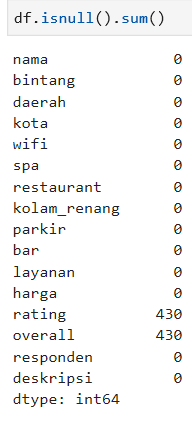 df.isnull().sum()
nama 0
bintang 0
daerah 0
kota 0
wifi 0
spa 0
restaurant 0
kolam_renang 0
parkir 0
bar 0
layanan 0
harga 0
rating 430
overall 430
responden 0
deskripsi 0
dtype: int64